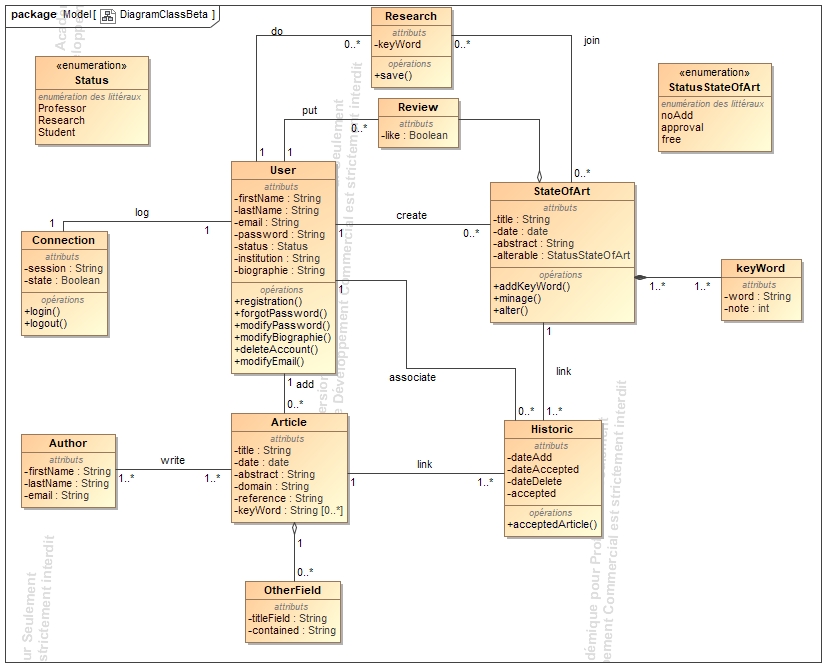 package Model[ DiagramClassBeta ]
Research
attributs
-keyWord
opérations
+save()
do
0..*
0..*
join
«enumeration»
Status
enumération des littéraux
Professor
Research
Student
«enumeration»
StatusStateOfArt
enumération des littéraux
noAdd
approval
free
Review
-like : Boolean
put
0..*
1
1
0..*
User
attributs
-firstName : String
-lastName : String
-email : String
-password : String
-status : Status
-institution : String
-biographie : String
opérations
+registration()
+forgotPassword()
+modifyPassword()
+modifyBiographie()
+deleteAccount()
+modifyEmail()
StateOfArt
attributs
-title : String
-date : date
-abstract : String
-alterable : StatusStateOfArt
opérations
+addKeyWord()
+minage()
+alter()
log
1
1
create
1
0..*
Connection
attributs
-session : String
-state : Boolean
opérations
+login()
+logout()
keyWord
attributs
-word : String
-note : int
1..*
1..*
1
associate
0..*
1
link
1..*
1
add
0..*
Article
attributs
-title : String
-date : date
-abstract : String
-domain : String
-reference : String
-keyWord : String [0..*]
Historic
attributs
-dateAdd
-dateAccepted
-dateDelete
-accepted
opérations
+acceptedArticle()
Author
attributs
-firstName : String
-lastName : String
-email : String
write
1..*
1..*
link
1
1..*
1
0..*
OtherField
attributs
-titleField : String
-contained : String
ur Seulement
strictement interdit
seulement
Développement Commercial est strictement interdit
démique pour Prot
pement Commercial est strictement interdit